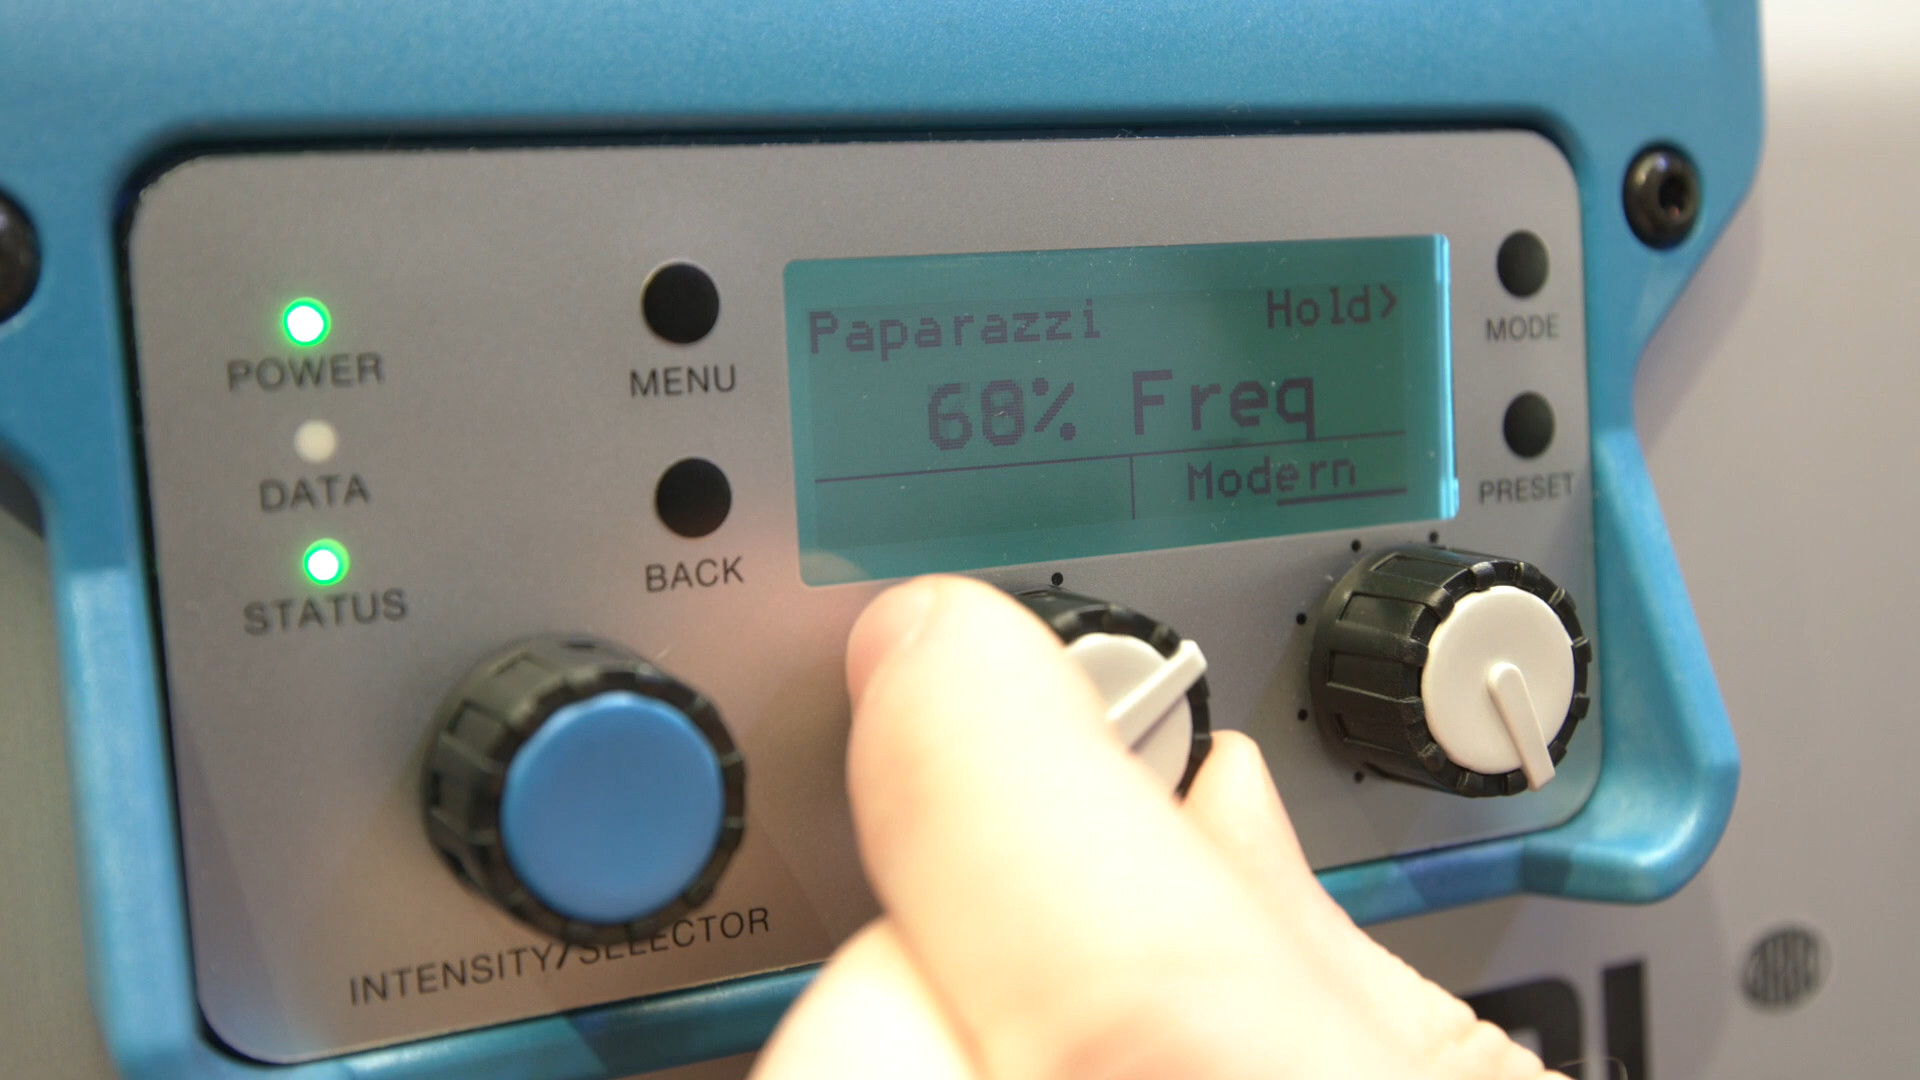 POWER
DATA
STATUS
MENU
BACK
Paparazzi Hold>
60% Freq
Modern
MODE
PRESET
INTENSITY/SELECTOR